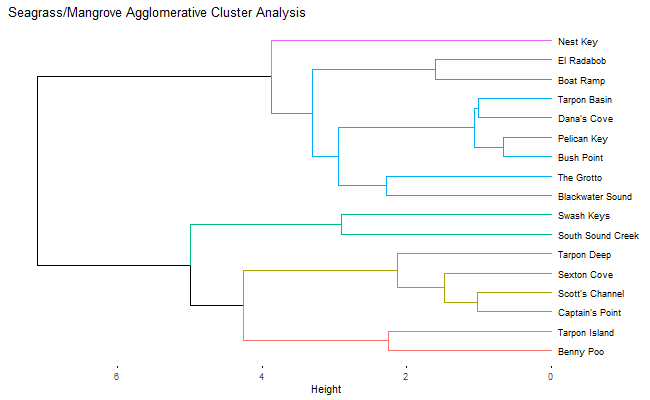 Seagrass/Mangrove Agglomerative Cluster Analysis
Nest Key
El Radabob
Boat Ramp
Tarpon Basin
Dana's Cove
Pelican Key
Bush Point
The Grotto
Blackwater Sound
Swash Keys
South Sound Creek
Tarpon Deep
Sexton Cove
Scott's Channel
Captain's Point
Tarpon Island
Benny Poo
6 4 2 0
Height